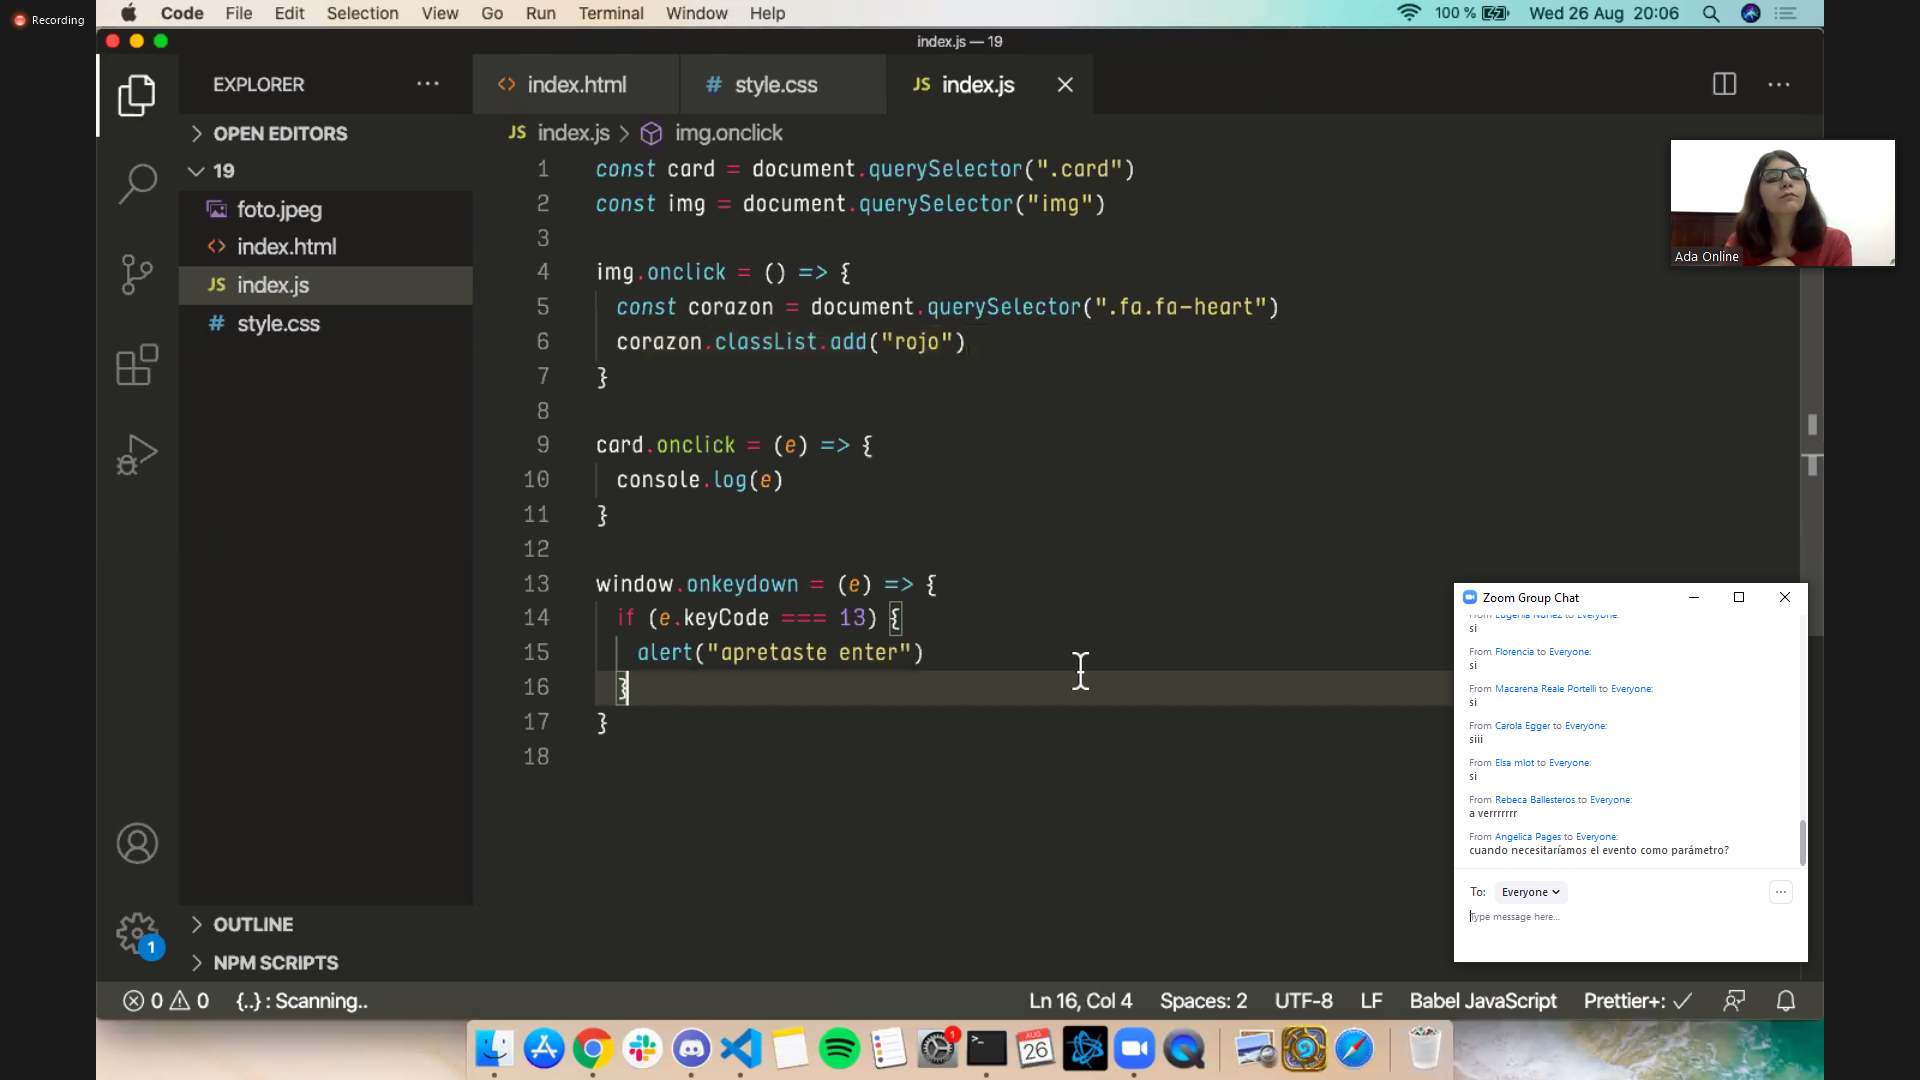 Recording
Code File Edit Selection View Go Run Terminal Window Help
100 % Wed 26 Aug 20:06
index.js — 19
EXPLORER
index.html
style.css
JS index.js
OPEN EDITORS
19
foto.jpeg
index.html
JS index.js
style.css
JS index.js > img.onclick
1 const card = document.querySelector(".card")
2 const img = document.querySelector("img")
3
4 img.onclick = () => {
5 const corazon = document.querySelector(".fa.fa-heart")
6 corazon.classList.add("rojo")
7 }
8
9 card.onclick = (e) => {
10 console.log(e)
11 }
12
13 window.onkeydown = (e) => {
14 if (e.keyCode === 13) {
15 alert("apretaste enter")
16 }
17 }
18
Ada Online
Zoom Group Chat
From Eugenia Nuñez to Everyone:
si
From Florencia to Everyone:
si
From Macarena Reale Portelli to Everyone:
si
From Carola Egger to Everyone:
siii
From Elsa mlot to Everyone:
si
From Rebeca Ballesteros to Everyone:
a verrrrrrr
From Angelica Pages to Everyone:
cuando necesitaríamos el evento como parámetro?
To: Everyone
Type message here...
1
OUTLINE
NPM SCRIPTS
0 0 {..} : Scanning..
Ln 16, Col 4 Spaces: 2 UTF-8 LF Babel JavaScript Prettier+: ✓
1
AUG
26